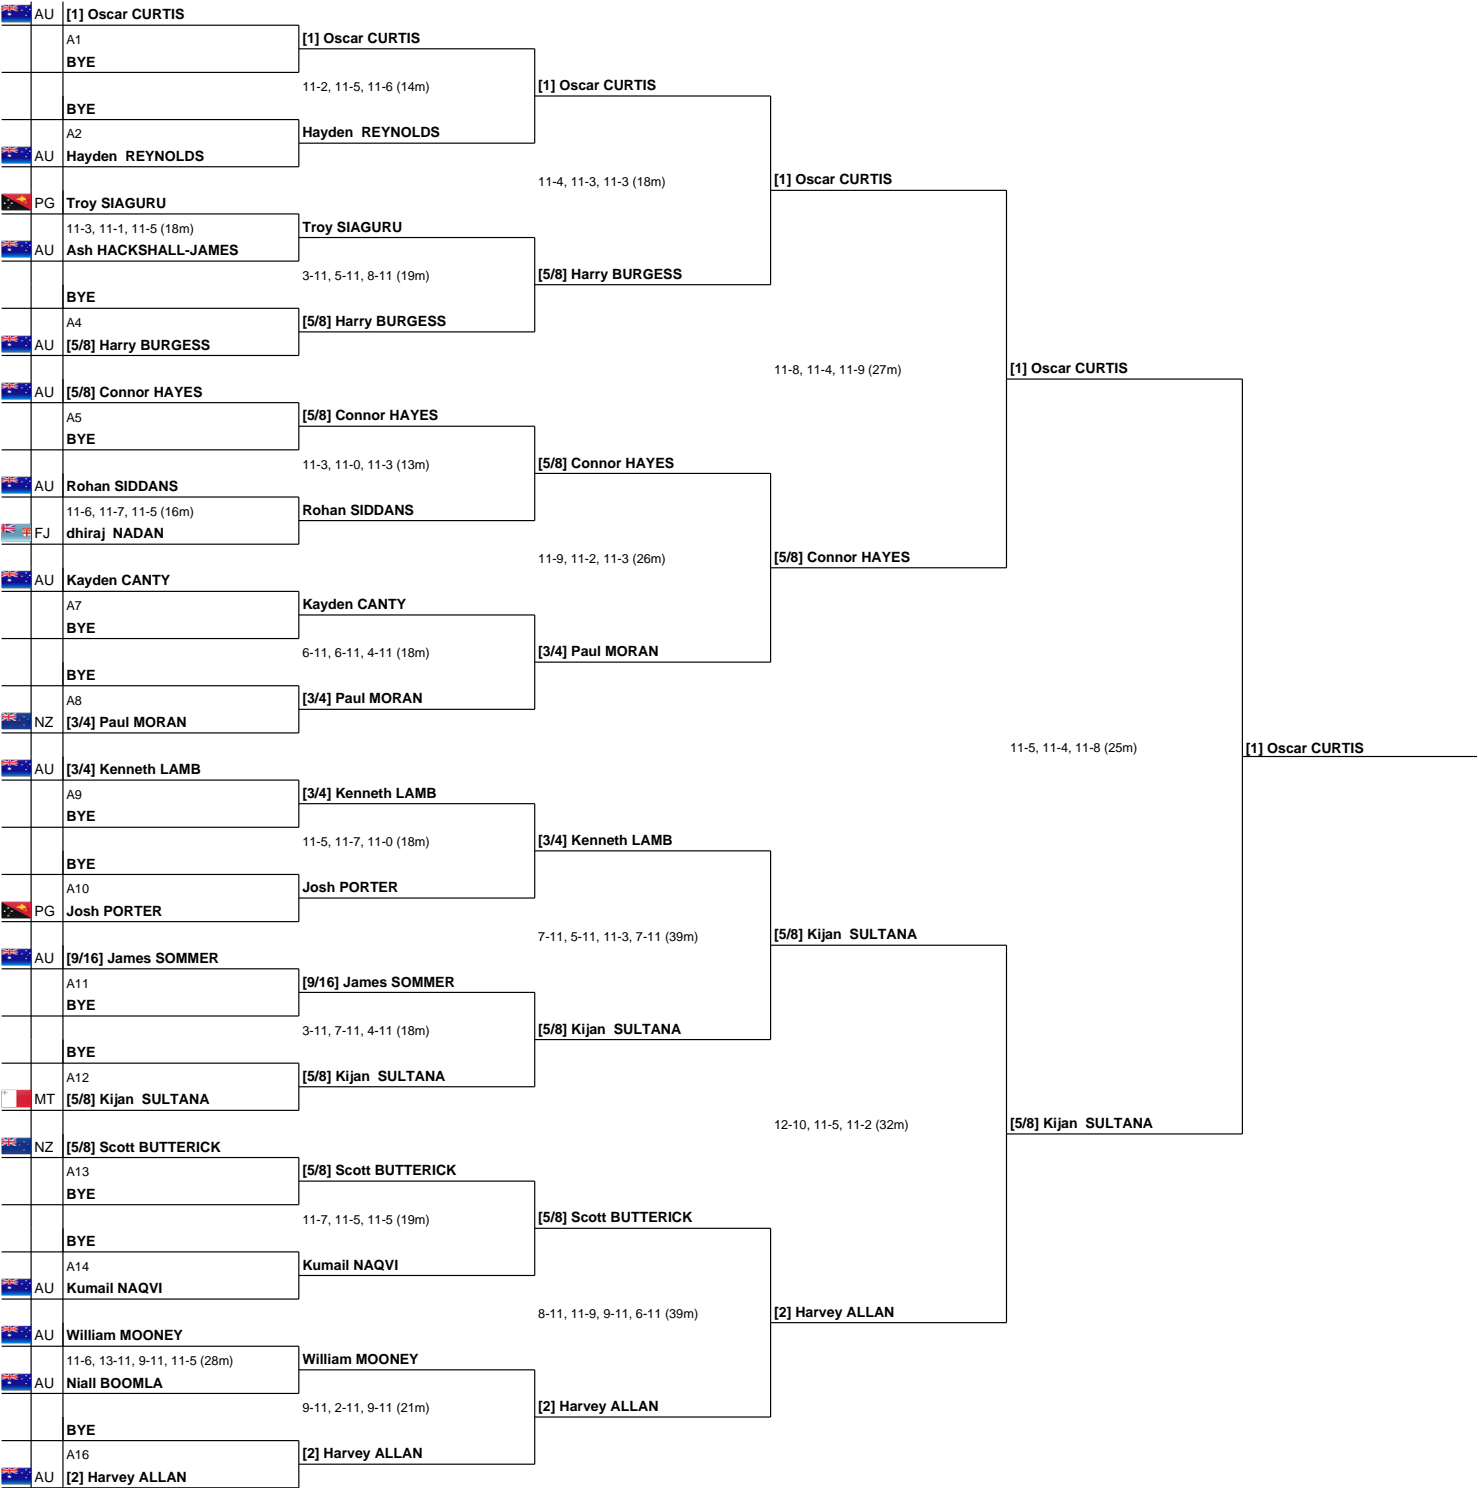 AU [1] Oscar CURTIS
A1
BYE
BYE
A2
AU Hayden REYNOLDS
PG Troy SIAGURU
11-3, 11-1, 11-5 (18m)
AU Ash HACKSHALL-JAMES
BYE
A4
AU [5/8] Harry BURGESS
AU [5/8] Connor HAYES
A5
BYE
AU Rohan SIDDANS
11-6, 11-7, 11-5 (16m)
FJ dhiraj NADAN
AU Kayden CANTY
A7
BYE
BYE
A8
NZ [3/4] Paul MORAN
AU [3/4] Kenneth LAMB
A9
BYE
BYE
A10
PG Josh PORTER
AU [9/16] James SOMMER
A11
BYE
BYE
A12
MT [5/8] Kijan SULTANA
NZ [5/8] Scott BUTTERICK
A13
BYE
BYE
A14
AU Kumail NAQVI
AU William MOONEY
11-6, 13-11, 9-11, 11-5 (28m)
AU Niall BOOMLA
BYE
A16
AU [2] Harvey ALLAN
[1] Oscar CURTIS
11-2, 11-5, 11-6 (14m)
Hayden REYNOLDS
Troy SIAGURU
3-11, 5-11, 8-11 (19m)
[5/8] Harry BURGESS
[5/8] Connor HAYES
11-3, 11-0, 11-3 (13m)
Rohan SIDDANS
Kayden CANTY
6-11, 6-11, 4-11 (18m)
[3/4] Paul MORAN
[3/4] Kenneth LAMB
11-5, 11-7, 11-0 (18m)
Josh PORTER
[9/16] James SOMMER
3-11, 7-11, 4-11 (18m)
[5/8] Kijan SULTANA
[5/8] Scott BUTTERICK
11-7, 11-5, 11-5 (19m)
Kumail NAQVI
William MOONEY
9-11, 2-11, 9-11 (21m)
[2] Harvey ALLAN
[1] Oscar CURTIS
11-4, 11-3, 11-3 (18m)
[5/8] Harry BURGESS
[5/8] Connor HAYES
11-9, 11-2, 11-3 (26m)
[3/4] Paul MORAN
[3/4] Kenneth LAMB
7-11, 5-11, 11-3, 7-11 (39m)
[5/8] Kijan SULTANA
[5/8] Scott BUTTERICK
8-11, 11-9, 9-11, 6-11 (39m)
[2] Harvey ALLAN
[1] Oscar CURTIS
11-8, 11-4, 11-9 (27m)
[5/8] Connor HAYES
[5/8] Kijan SULTANA
12-10, 11-5, 11-2 (32m)
[2] Harvey ALLAN
[1] Oscar CURTIS
11-5, 11-4, 11-8 (25m)
[5/8] Kijan SULTANA
[1] Oscar CURTIS